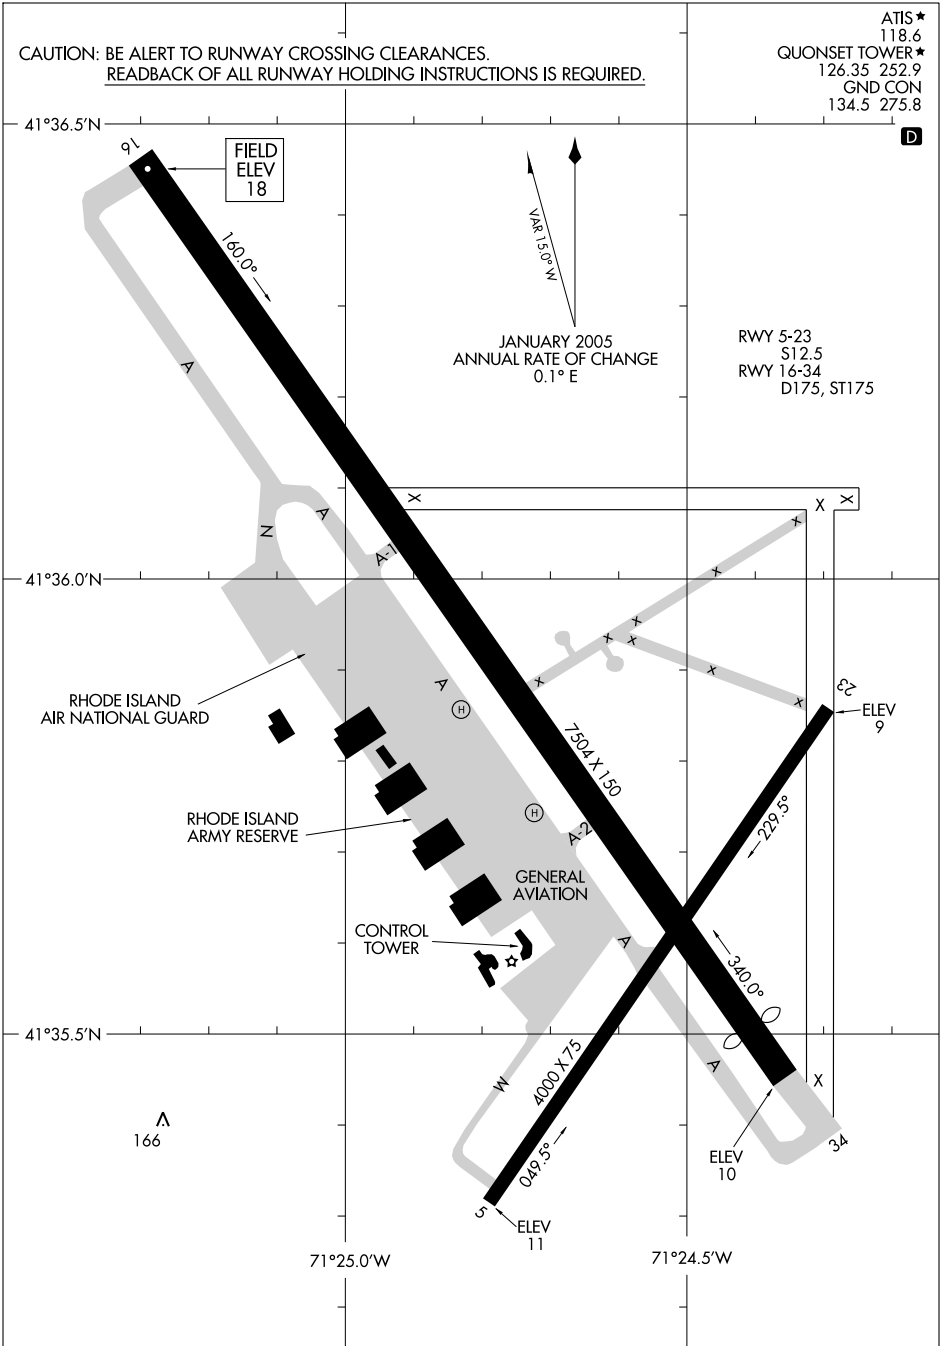 ATIS★
118.6
QUONSET TOWER★
126.35 252.9
GND CON
134.5 275.8
D
CAUTION: BE ALERT TO RUNWAY CROSSING CLEARANCES.
READBACK OF ALL RUNWAY HOLDING INSTRUCTIONS IS REQUIRED.
41°36.5'N
16
FIELD
ELEV
18
160.0°
VAR 15.0° W
JANUARY 2005
ANNUAL RATE OF CHANGE
0.1° E
RWY 5-23
S12.5
RWY 16-34
D175, ST175
A
X
X
X
A
N
A-1
X
41°36.0'N
X
X
X
X
X
X
X
A
H
23
ELEV
9
RHODE ISLAND
AIR NATIONAL GUARD
7504 X 150
H
A-2
229.5°
RHODE ISLAND
ARMY RESERVE
GENERAL
AVIATION
CONTROL
TOWER
A
340.0°
41°35.5'N
4000 X 75
A
W
X
166
34
049.5°
ELEV
10
5
ELEV
11
71°25.0'W
71°24.5'W